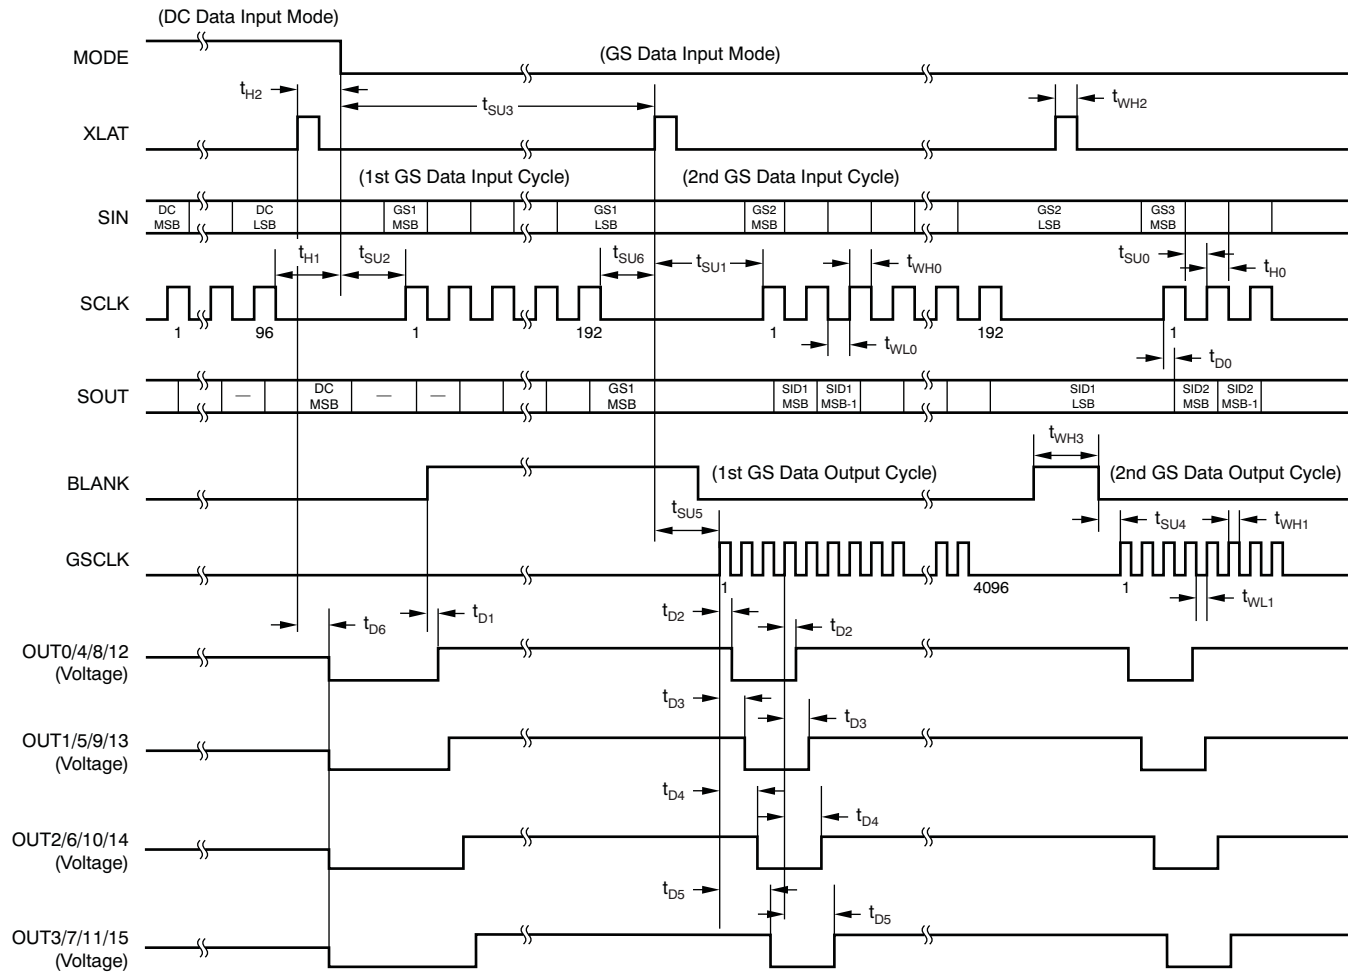 (DC Data Input Mode)
MODE
(GS Data Input Mode)
tH2
tSU3
tWH2
XLAT
(1st GS Data Input Cycle)
(2nd GS Data Input Cycle)
SIN
DC MSB
DC LSB
GS1 MSB
GS1 LSB
GS2 MSB
GS2 LSB
GS3 MSB
tH1
tSU2
tSU6
tSU1
tWH0
tSU0
tH0
SCLK
1
96
1
192
1
192
1
tWL0
tD0
SOUT
—
DC MSB
—
—
GS1 MSB
SID1 MSB
SID1 MSB-1
SID1 LSB
SID2 MSB
SID2 MSB-1
tWH3
BLANK
(1st GS Data Output Cycle)
(2nd GS Data Output Cycle)
tSU5
tSU4
tWH1
GSCLK
1
4096
1
tWL1
tD6
tD1
tD2
tD2
OUT0/4/8/12
(Voltage)
tD3
tD3
OUT1/5/9/13
(Voltage)
tD4
tD4
OUT2/6/10/14
(Voltage)
tD5
tD5
OUT3/7/11/15
(Voltage)